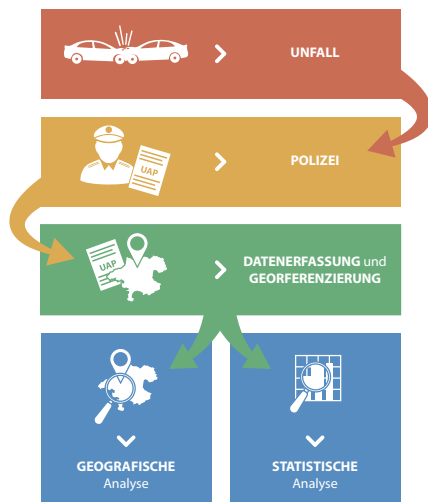 UNFALL
UAP
POLIZEI
UAP
DATENERFASSUNG und
GEORFERENZIERUNG
GEOGRAFISCHE
Analyse
STATISTISCHE
Analyse